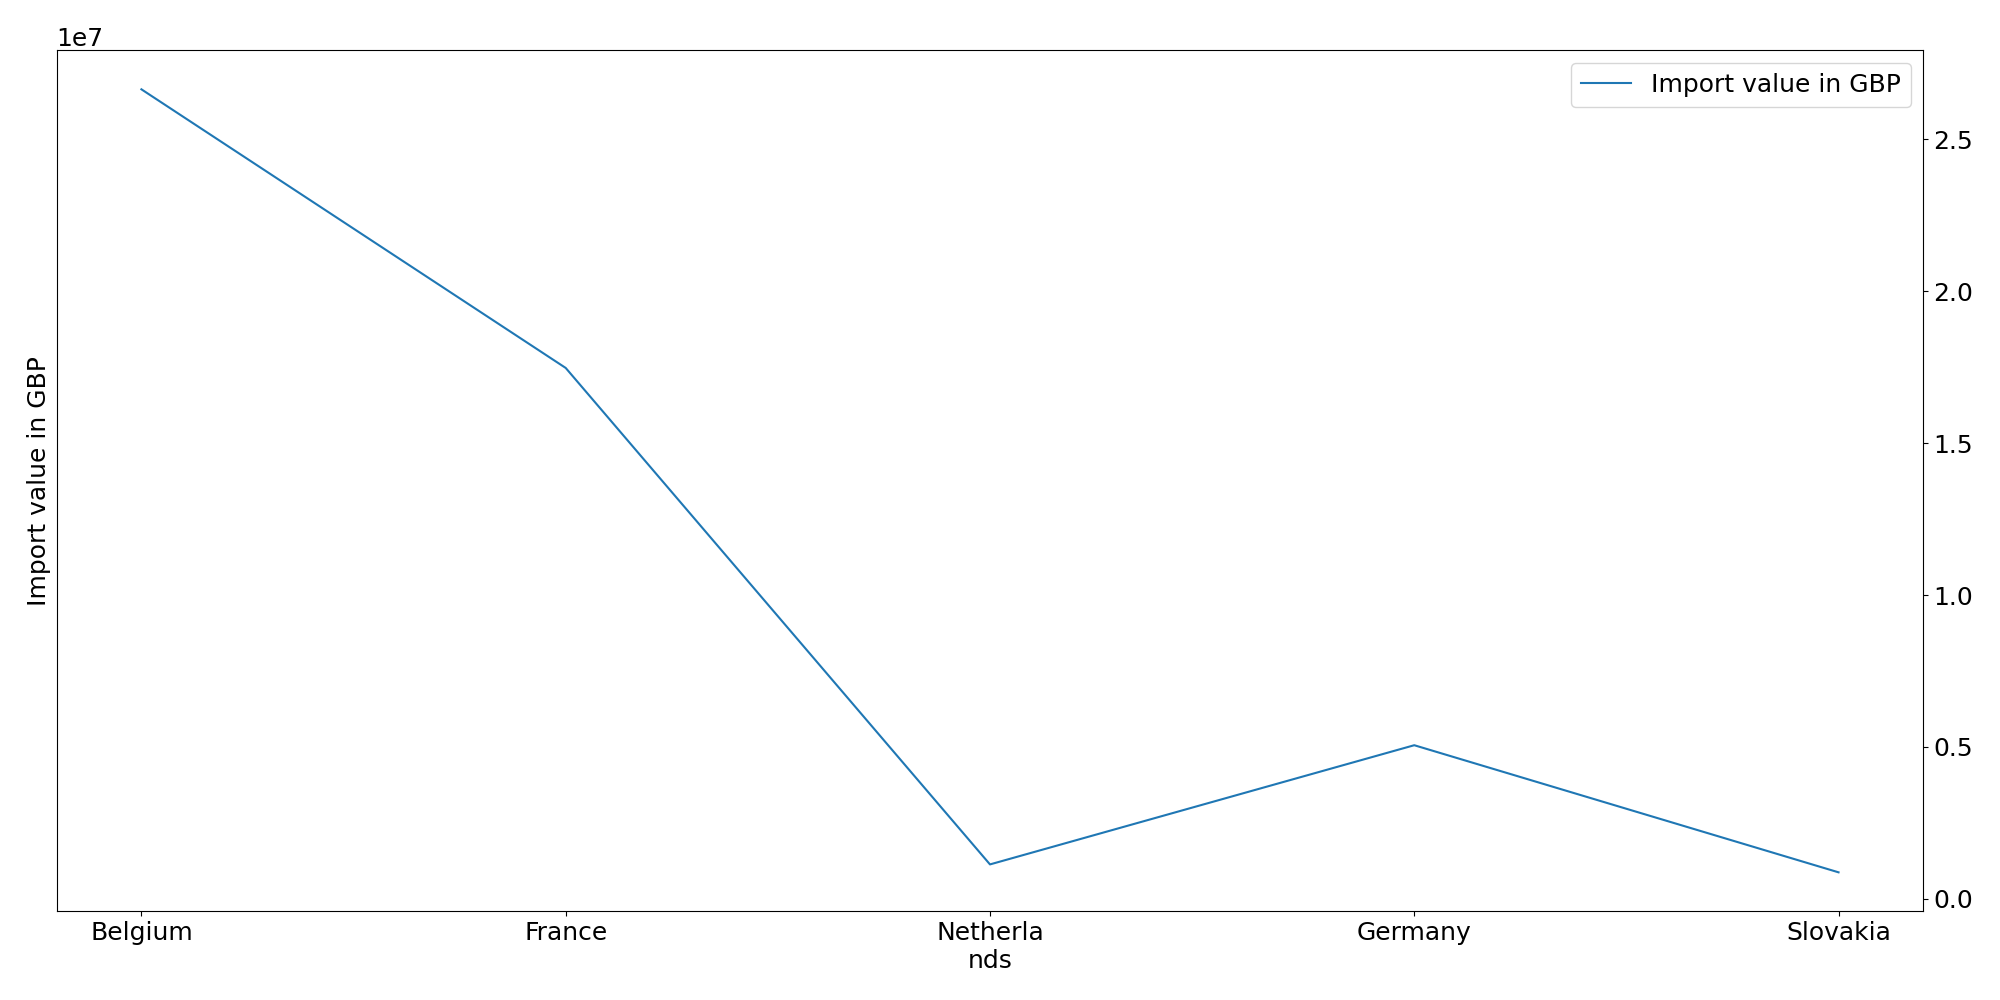 1e7
Import value in GBP
Import value in GBP
2.5
2.0
1.5
1.0
0.5
0.0
Belgium
France
Netherla
nds
Germany
Slovakia